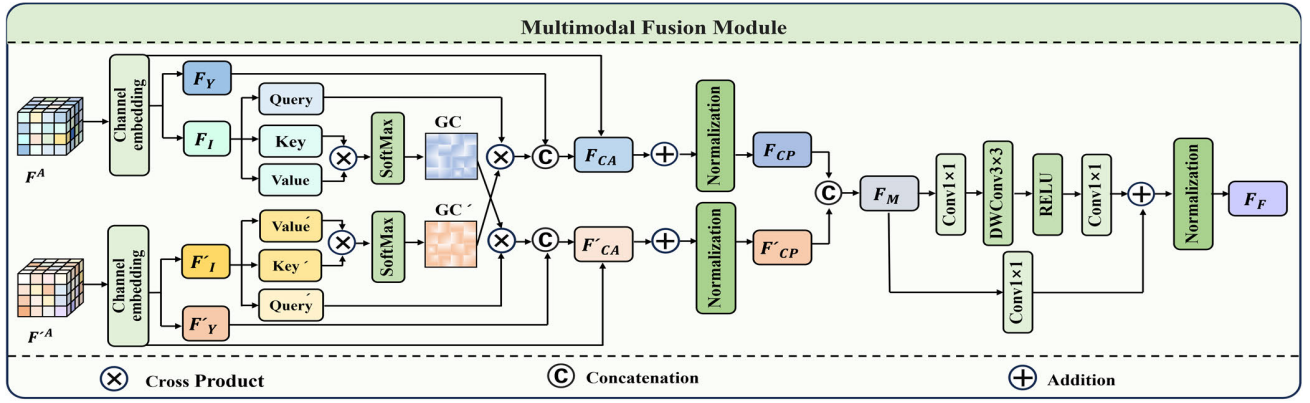 Multimodal Fusion Module
F^A
Channel
embedding
F_Y
F_I
Query
Key
Value
SoftMax
GC
C
F_CA
Normalization
F_CP
F´^A
Channel
embedding
F´_I
F´_Y
Value´
Key ´
Query´
SoftMax
GC ´
C
F´_CA
Normalization
F´_CP
C
F_M
Conv1×1
DWConv3×3
RELU
Conv1×1
Conv1×1
Normalization
F_F
Cross Product
C Concatenation
Addition